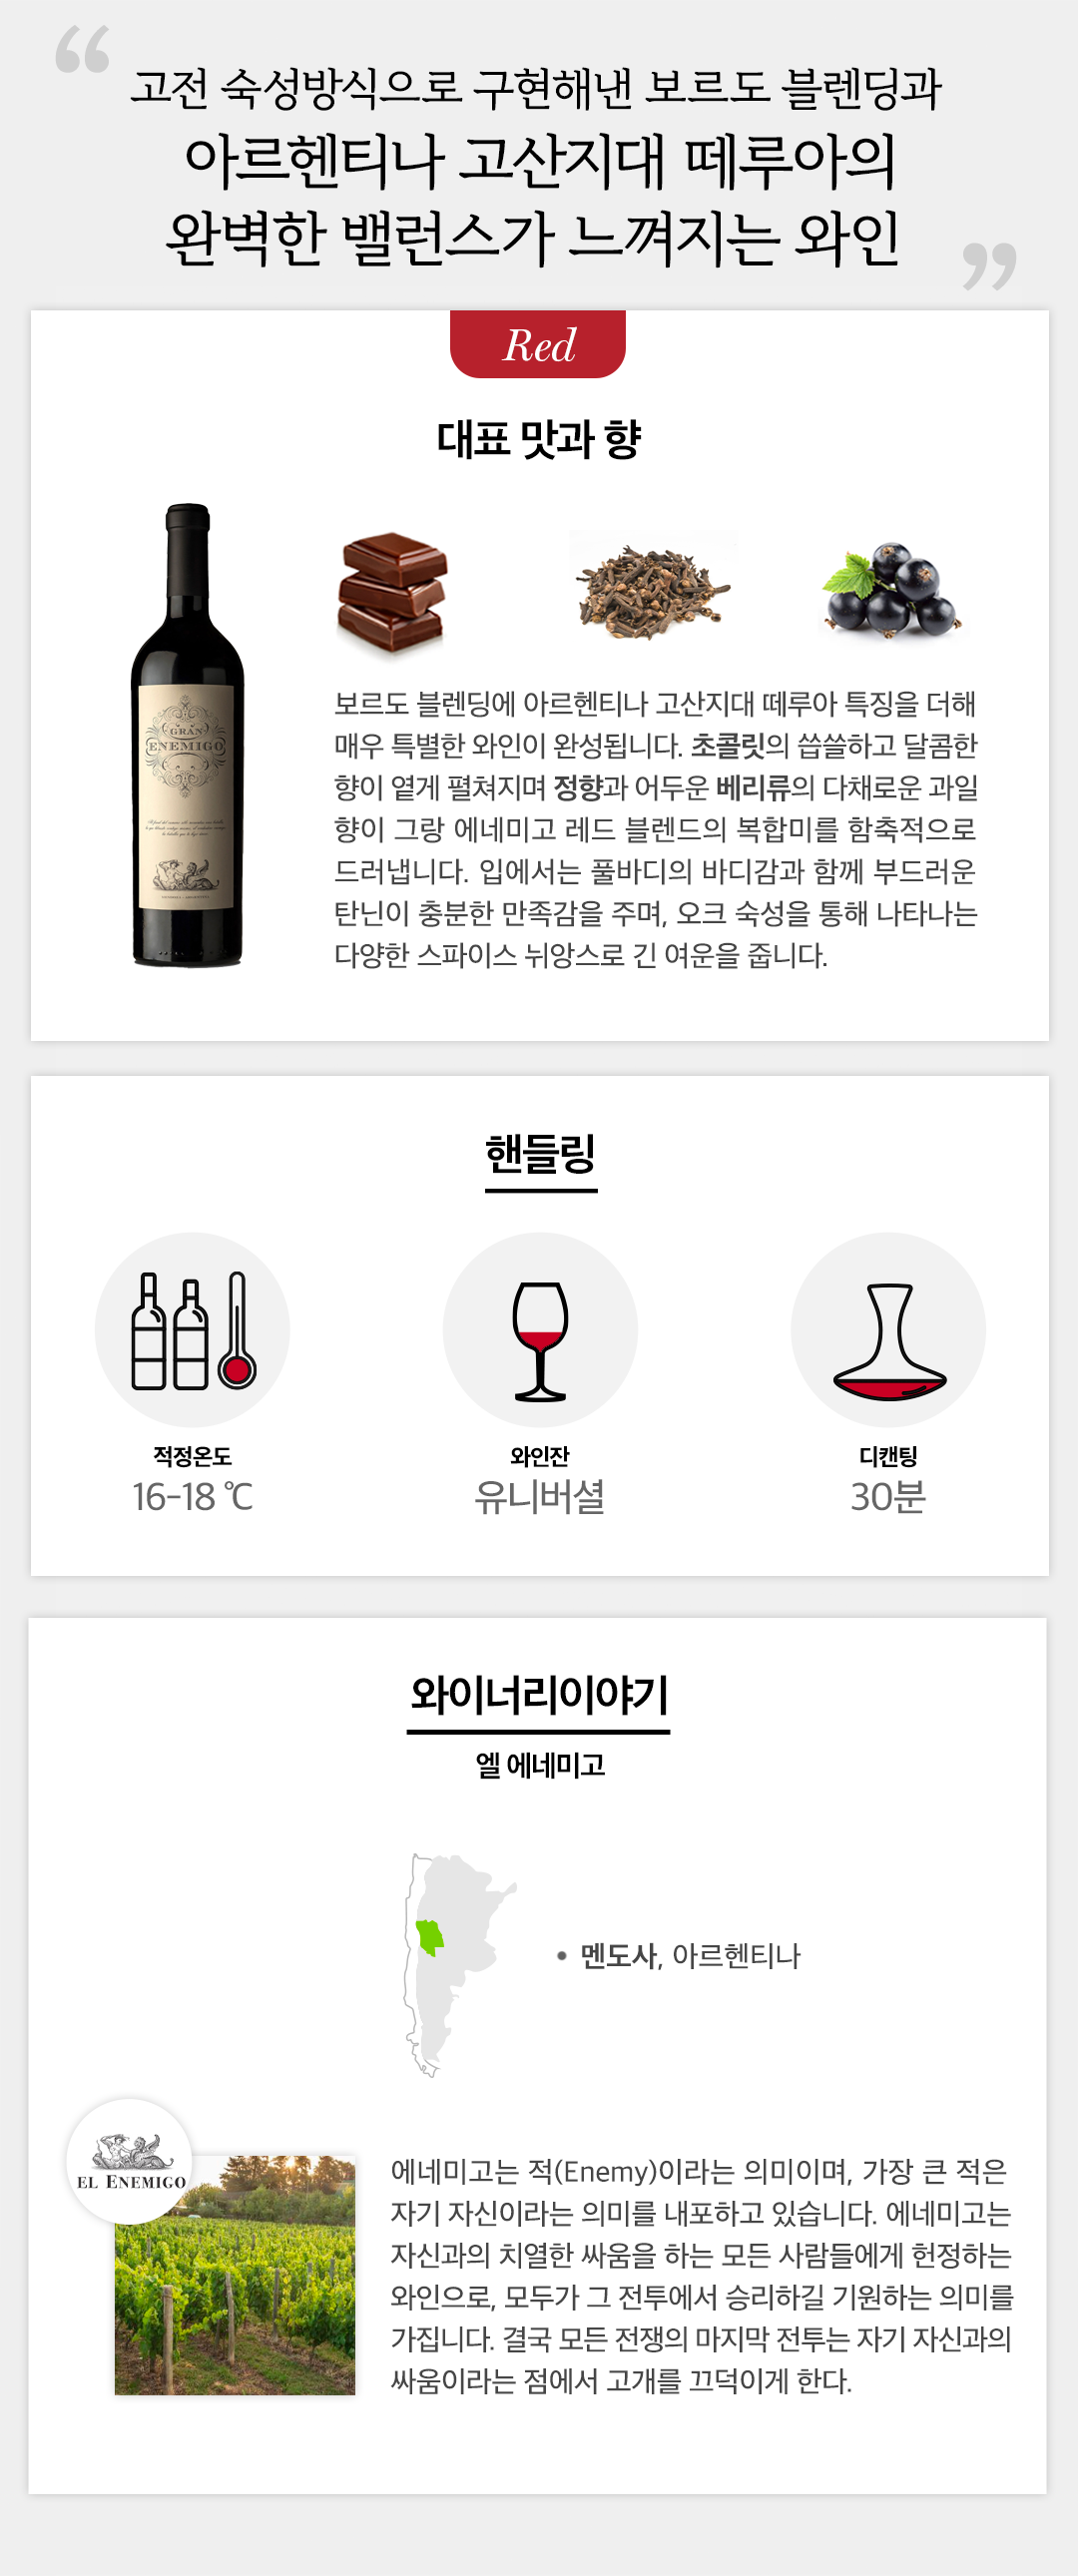 “
고전 숙성방식으로 구현해낸 보르도 블렌딩과
아르헨티나 고산지대 떼루아의
완벽한 밸런스가 느껴지는 와인
”
Red
대표 맛과 향
GRAN
ENEMIGO
보르도 블렌딩에 아르헨티나 고산지대 떼루아 특징을 더해
매우 특별한 와인이 완성됩니다. 초콜릿의 씁쓸하고 달콤한
향이 옅게 펼쳐지며 정향과 어두운 베리류의 다채로운 과일
향이 그랑 에네미고 레드 블렌드의 복합미를 함축적으로
드러냅니다. 입에서는 풀바디의 바디감과 함께 부드러운
탄닌이 충분한 만족감을 주며, 오크 숙성을 통해 나타나는
다양한 스파이스 뉘앙스로 긴 여운을 줍니다.
핸들링
적정온도
16-18 ℃
와인잔
유니버셜
디캔팅
30분
와이너리이야기
엘 에네미고
• 멘도사, 아르헨티나
EL ENEMIGO
에네미고는 적(Enemy)이라는 의미이며, 가장 큰 적은
자기 자신이라는 의미를 내포하고 있습니다. 에네미고는
자신과의 치열한 싸움을 하는 모든 사람들에게 헌정하는
와인으로, 모두가 그 전투에서 승리하길 기원하는 의미를
가집니다. 결국 모든 전쟁의 마지막 전투는 자기 자신과의
싸움이라는 점에서 고개를 끄덕이게 한다.